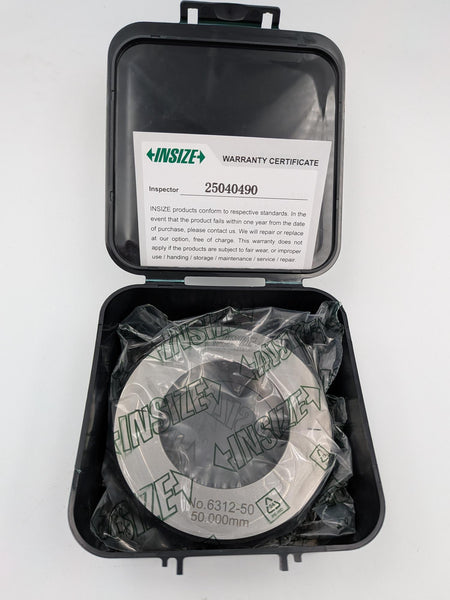 INSIZE WARRANTY CERTIFICATE
Inspector 25040490
INSIZE products conform to respective standards. In the
event that the product fails within one year from the date
of purchase, please contact us. We will repair or replace
at our option, free of charge. This warranty does not
apply if the products are subject to fair wear, or improper
use / handing / storage / maintenance / service / repair.
INSIZE
INSIZE
INSIZE
No.6312-50
50.000mm